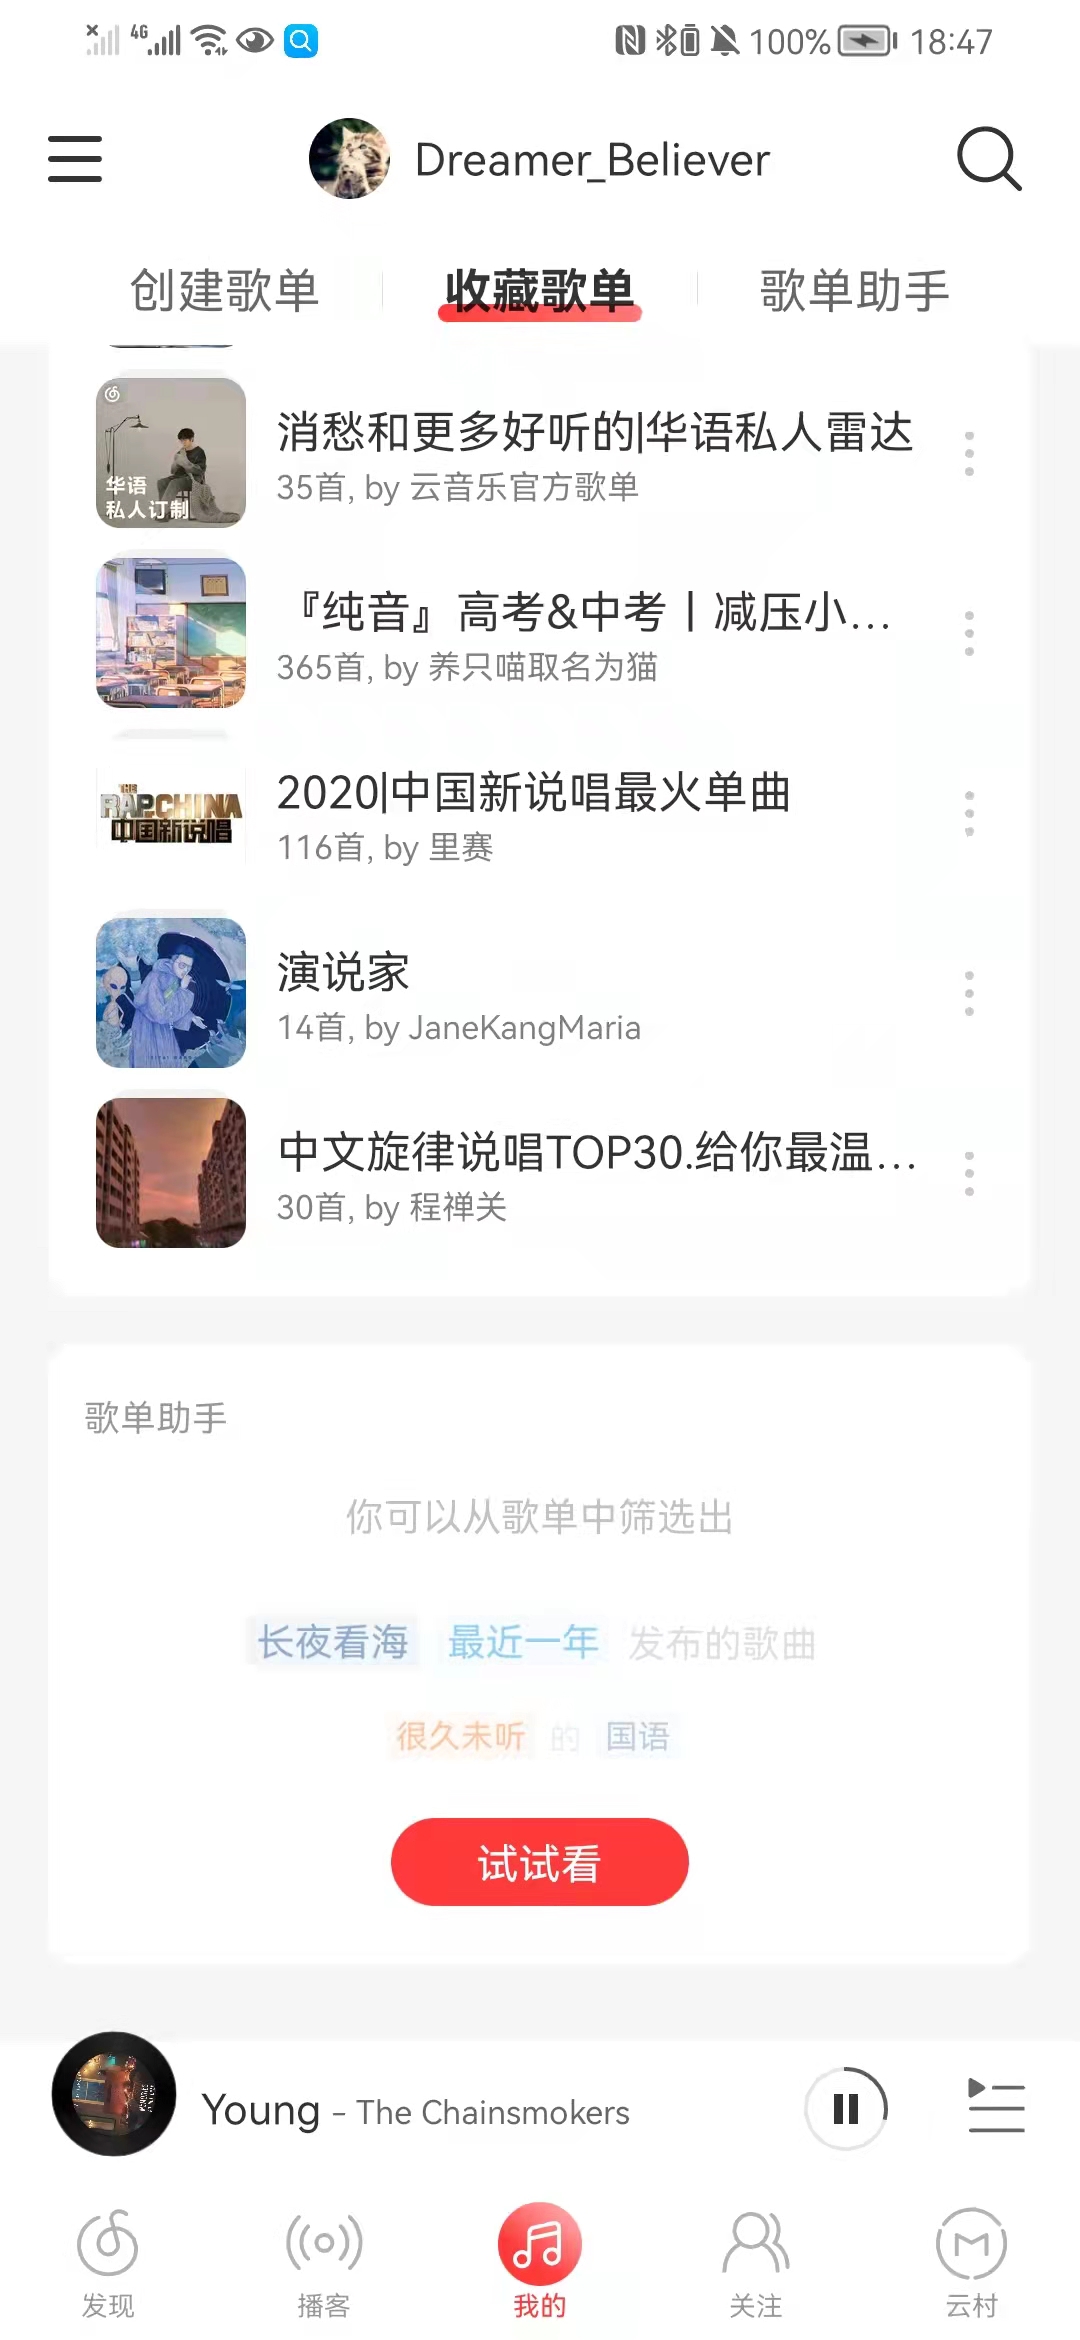 4G
100%
18:47
Dreamer_Believer
创建歌单
收藏歌单
歌单助手
华语
私人订制
消愁和更多好听的|华语私人雷达
35首, by 云音乐官方歌单
『纯音』高考&中考丨减压小...
365首, by 养只喵取名为猫
THE
RAP.CHINA
中国新说唱
2020|中国新说唱最火单曲
116首, by 里赛
演说家
14首, by JaneKangMaria
中文旋律说唱TOP30.给你最温...
30首, by 程禅关
歌单助手
你可以从歌单中筛选出
长夜看海 最近一年 发布的歌曲
很久未听 的 国语
试试看
Young - The Chainsmokers
发现
播客
我的
关注
云村